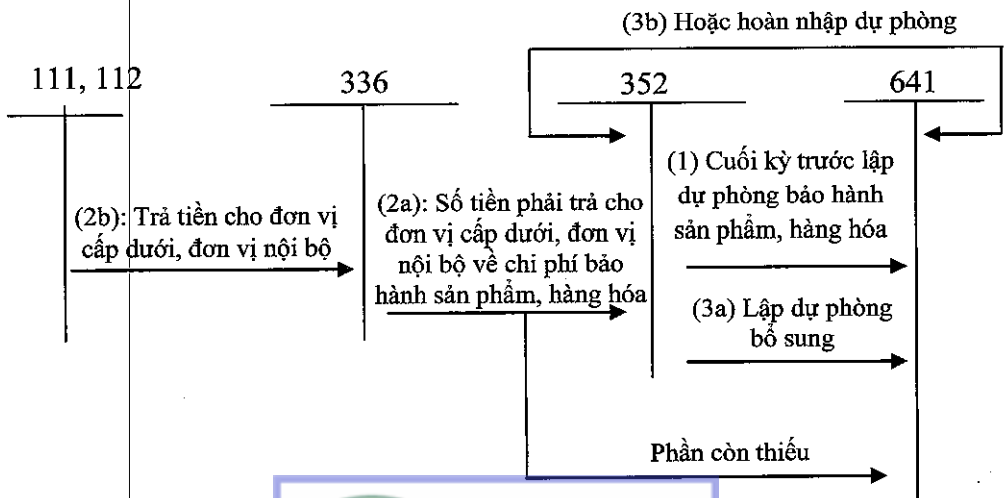 (3b) Hoặc hoàn nhập dự phòng
111, 112
336
352
641
(2b): Trả tiền cho đơn vị
cấp dưới, đơn vị nội bộ
(2a): Số tiền phải trả cho
đơn vị cấp dưới, đơn vị
nội bộ về chi phí bảo
hành sản phẩm, hàng hóa
(1) Cuối kỳ trước lập
dự phòng bảo hành
sản phẩm, hàng hóa
(3a) Lập dự phòng
bổ sung
Phần còn thiếu